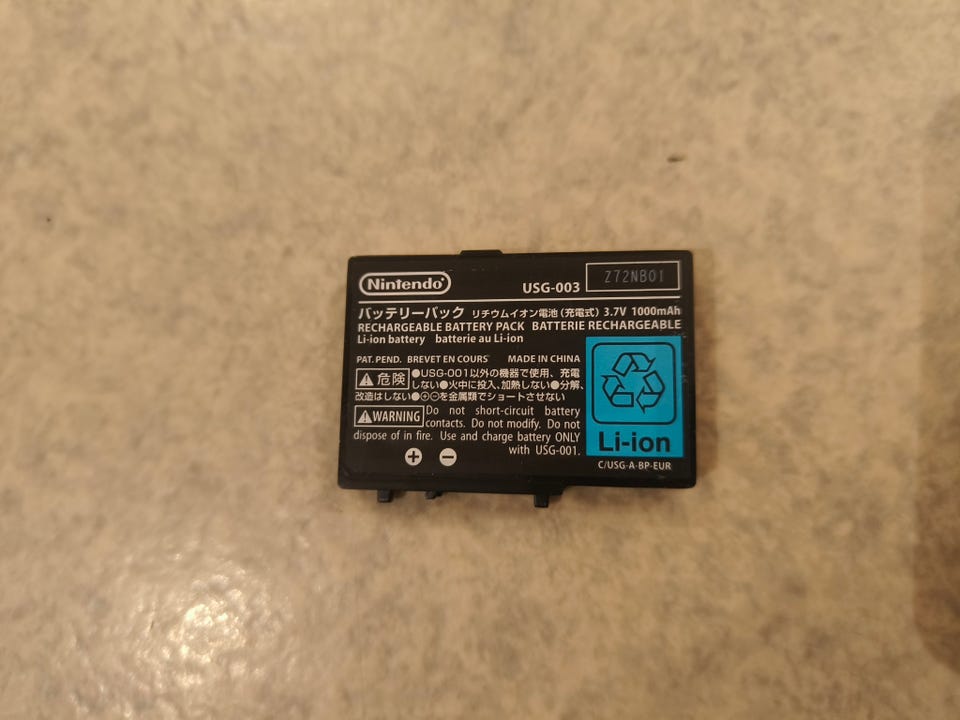 Nintendo
USG-003 Z72NB01
バッテリーパック リチウムイオン電池(充電式) 3.7V 1000mAh
RECHARGEABLE BATTERY PACK BATTERIE RECHARGEABLE
Li-ion battery batterie au Li-ion
PAT. PEND. BREVET EN COURS MADE IN CHINA
危険 ●USG-001以外の機器で使用、充電
しない●火中に投入、加熱しない●分解、
改造はしない●⊕⊖を金属類でショートさせない
WARNING Do not short-circuit battery
contacts. Do not modify. Do not
dispose of in fire. Use and charge battery ONLY
with USG-001.
Li-ion
C/USG-A-BP-EUR